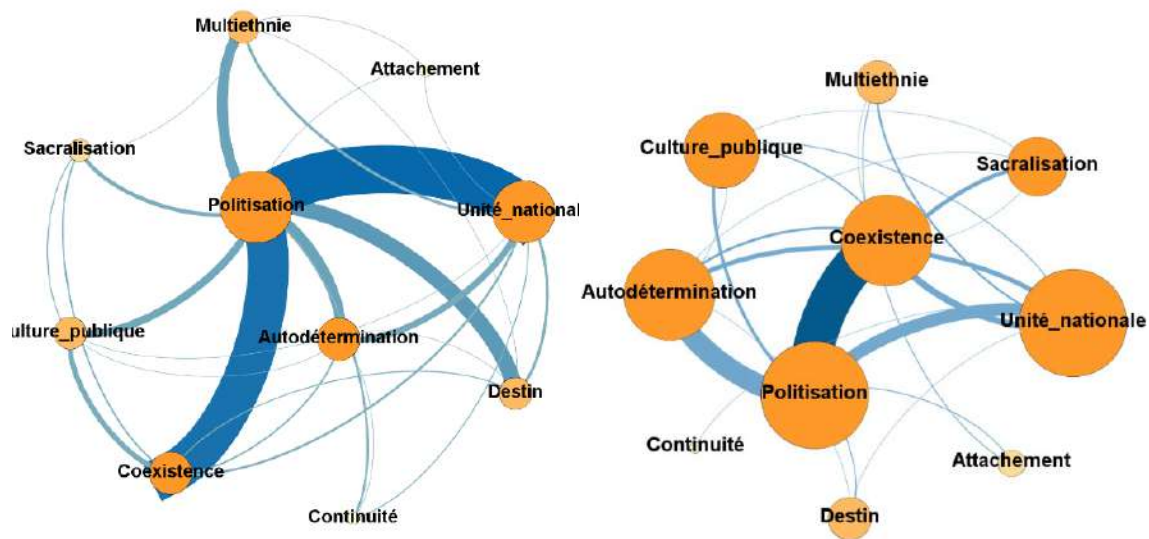 Multiethnie
Attachement
Sacralisation
Politisation
Unité_nationale
ulture_publique
Autodétermination
Destin
Coexistence
Continuité
Multiethnie
Culture_publique
Sacralisation
Coexistence
Autodétermination
Unité_nationale
Politisation
Continuité
Attachement
Destin